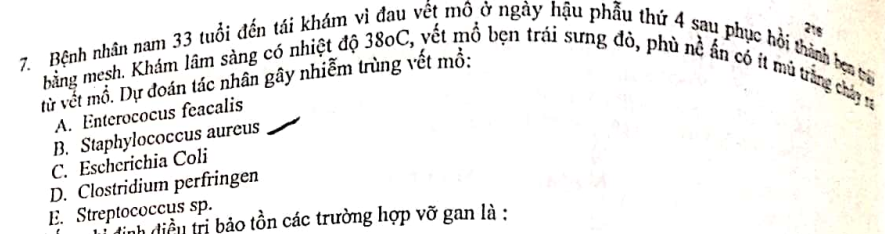 7. Bệnh nhân nam 33 tuổi đến tái khám vì đau vết mổ ở ngày hậu phẫu thứ 4 sau phục hồi thành bẹn trái
bằng mesh. Khám lâm sàng có nhiệt độ 38oC, vết mổ bẹn trái sưng đỏ, phù nề ấn có ít mủ trắng chảy ra
từ vết mổ. Dự đoán tác nhân gây nhiễm trùng vết mổ:
A. Enterococus feacalis
B. Staphylococcus aureus
C. Escherichia Coli
D. Clostridium perfringen
E. Streptococcus sp.
định điều trị bảo tồn các trường hợp vỡ gan là :